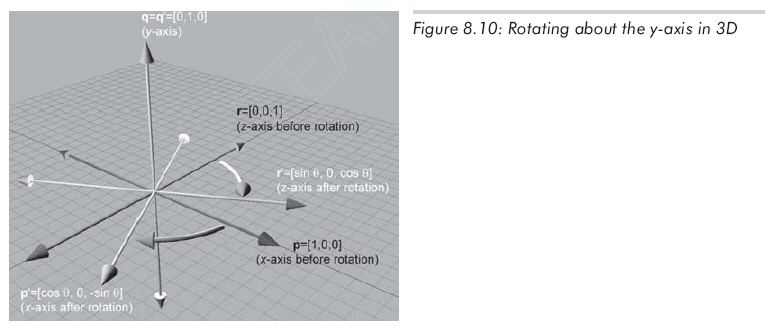 q=q'=[0,1,0]
(y-axis)
Figure 8.10: Rotating about the y-axis in 3D
r=[0,0,1]
(z-axis before rotation)
r'=[sin θ, 0, cos θ]
(z-axis after rotation)
p=[1,0,0]
(x-axis before rotation)
p'=[cos θ, 0, -sin θ]
(x-axis after rotation)